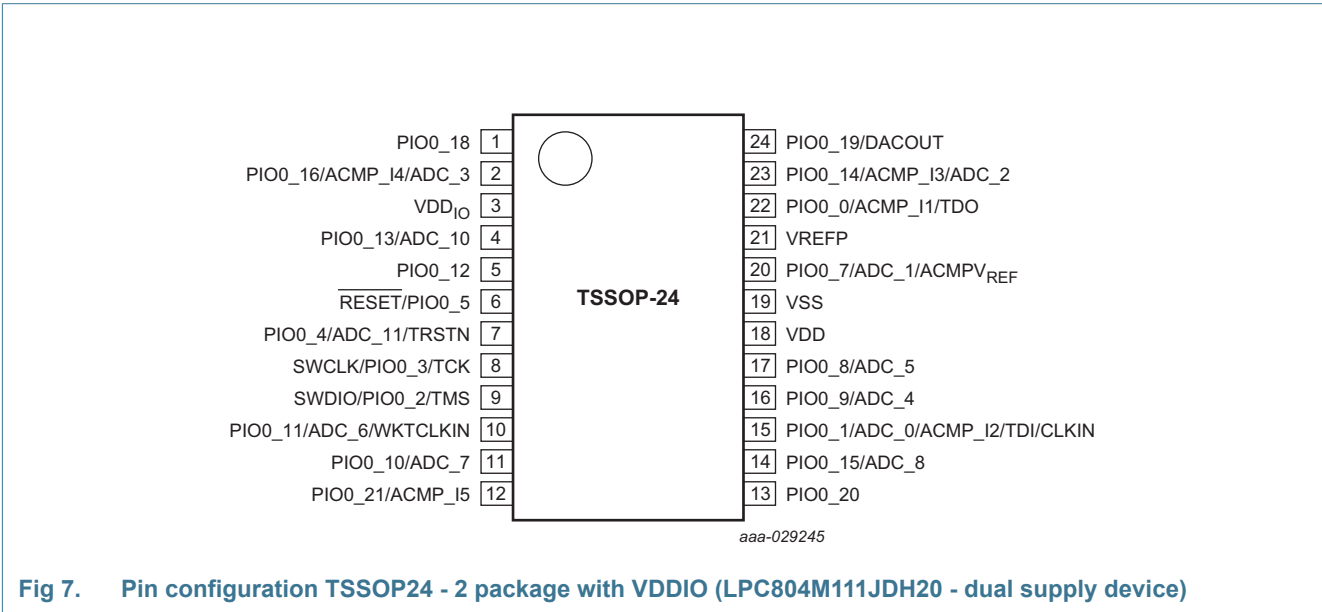 PIO0_18 1
PIO0_16/ACMP_I4/ADC_3 2
VDDIO 3
PIO0_13/ADC_10 4
PIO0_12 5
RESET/PIO0_5 6
PIO0_4/ADC_11/TRSTN 7
SWCLK/PIO0_3/TCK 8
SWDIO/PIO0_2/TMS 9
PIO0_11/ADC_6/WKTCLKIN 10
PIO0_10/ADC_7 11
PIO0_21/ACMP_I5 12
TSSOP-24
24 PIO0_19/DACOUT
23 PIO0_14/ACMP_I3/ADC_2
22 PIO0_0/ACMP_I1/TDO
21 VREFP
20 PIO0_7/ADC_1/ACMPVREF
19 VSS
18 VDD
17 PIO0_8/ADC_5
16 PIO0_9/ADC_4
15 PIO0_1/ADC_0/ACMP_I2/TDI/CLKIN
14 PIO0_15/ADC_8
13 PIO0_20
aaa-029245
Fig 7. Pin configuration TSSOP24 - 2 package with VDDIO (LPC804M111JDH20 - dual supply device)